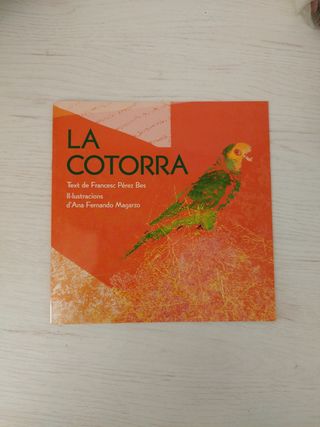 LA
COTORRA
Text de Francesc Pérez Bes
Il·lustracions
d'Ana Fernando Magarzo